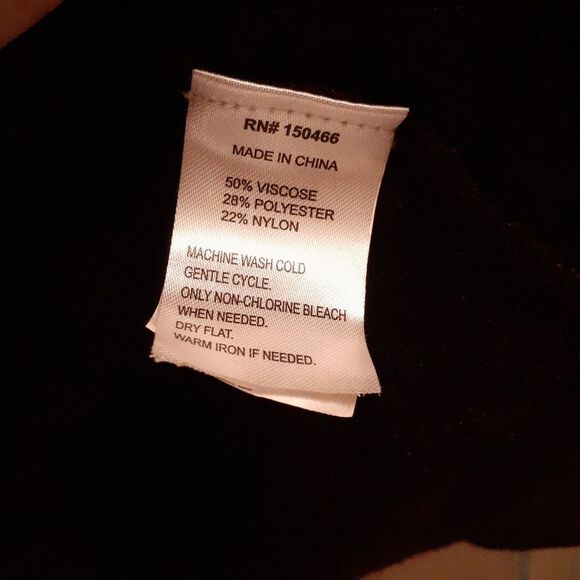 RN# 150466
MADE IN CHINA
50% VISCOSE
28% POLYESTER
22% NYLON
MACHINE WASH COLD
GENTLE CYCLE.
ONLY NON-CHLORINE BLEACH
WHEN NEEDED.
DRY FLAT.
WARM IRON IF NEEDED.